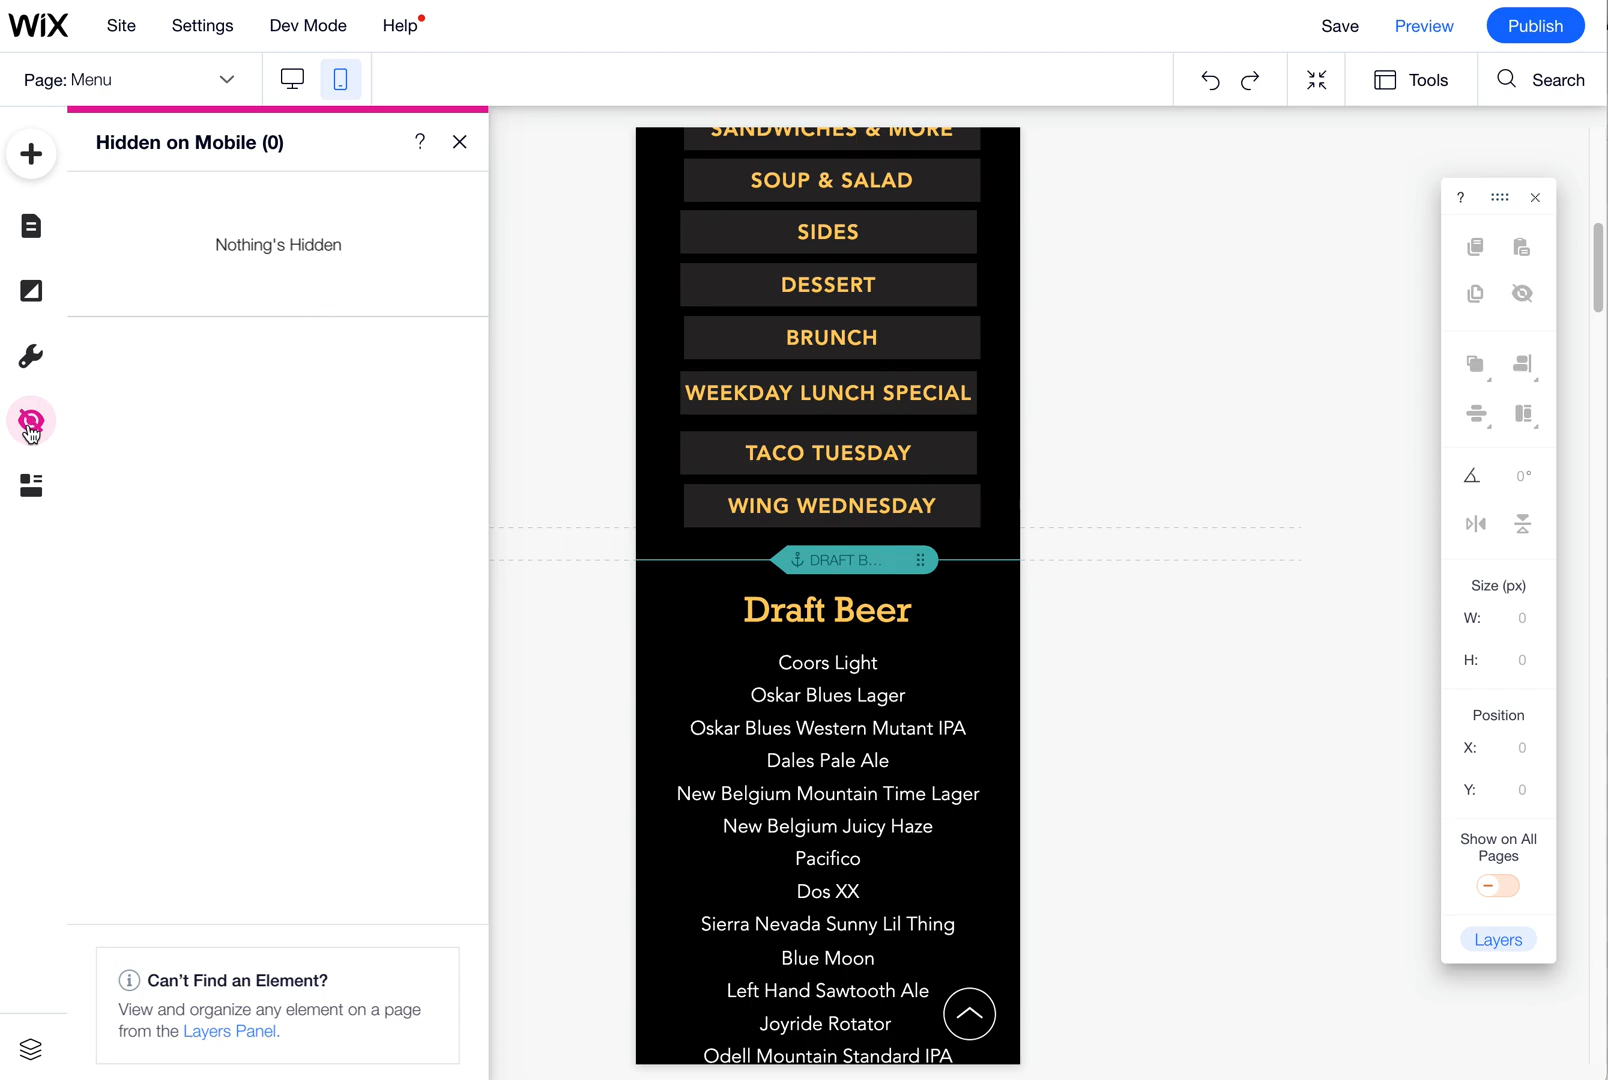 WiX
Site
Settings
Dev Mode
Help
Save
Preview
Publish
Page: Menu
Tools
Search
Hidden on Mobile (0)
?
Nothing's Hidden
Can't Find an Element?
View and organize any element on a page
from the Layers Panel.
SANDWICHES & MORE
SOUP & SALAD
SIDES
DESSERT
BRUNCH
WEEKDAY LUNCH SPECIAL
TACO TUESDAY
WING WEDNESDAY
DRAFT B...
Draft Beer
Coors Light
Oskar Blues Lager
Oskar Blues Western Mutant IPA
Dales Pale Ale
New Belgium Mountain Time Lager
New Belgium Juicy Haze
Pacifico
Dos XX
Sierra Nevada Sunny Lil Thing
Blue Moon
Left Hand Sawtooth Ale
Joyride Rotator
Odell Mountain Standard IPA
?
0°
Size (px)
W: 0
H: 0
Position
X: 0
Y: 0
Show on All
Pages
Layers